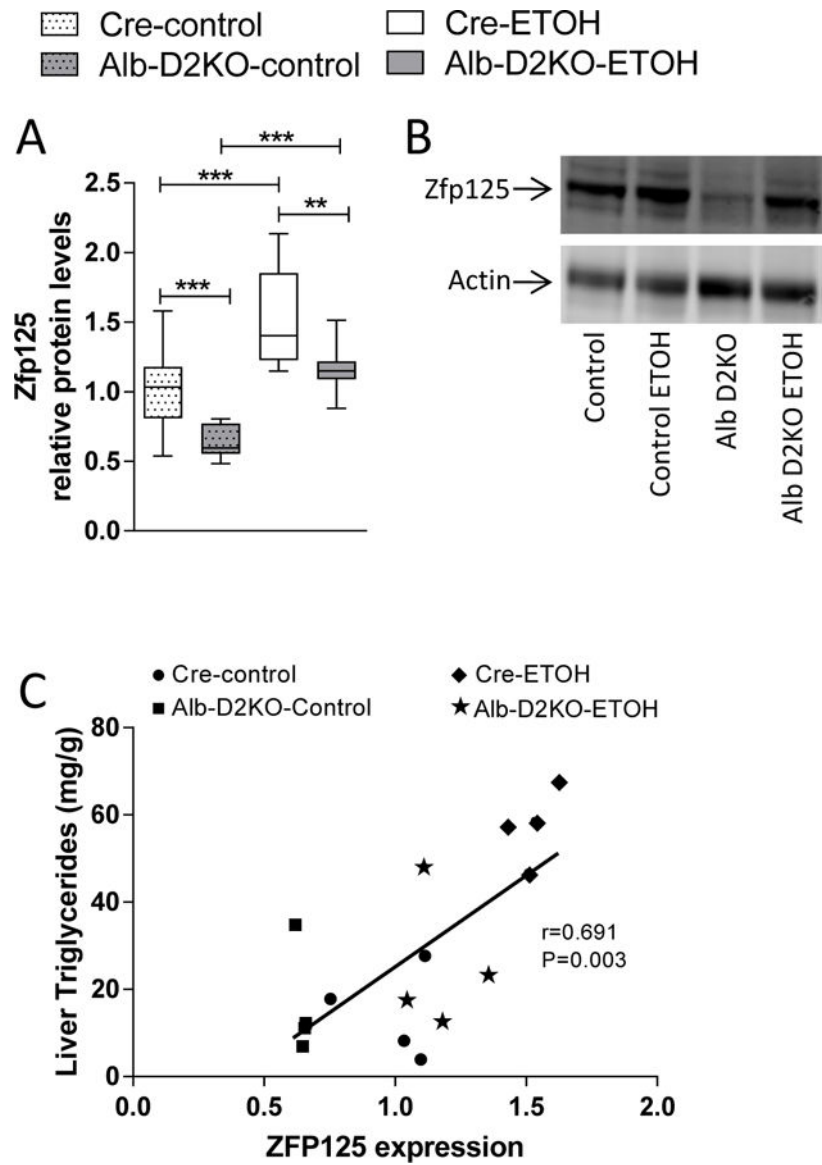 Cre-control
Cre-ETOH
Alb-D2KO-control
Alb-D2KO-ETOH
A
***
***
**
***
2.5
2.0
1.5
1.0
0.5
0.0
Zfp125
relative protein levels
B
Zfp125
Actin
Control
Control ETOH
Alb D2KO
Alb D2KO ETOH
C
Cre-control
Cre-ETOH
Alb-D2KO-Control
Alb-D2KO-ETOH
Liver Triglycerides (mg/g)
80
60
40
20
0
r=0.691
P=0.003
0.0
0.5
1.0
1.5
2.0
ZFP125 expression